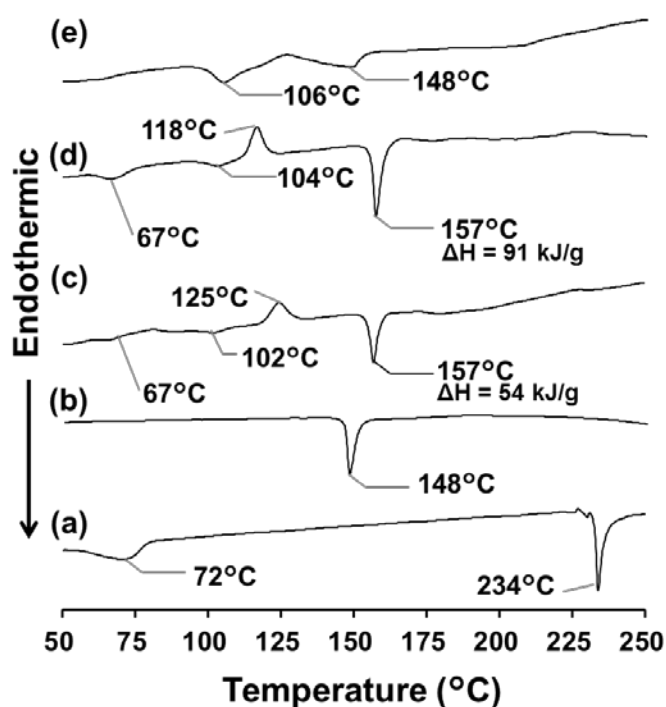 (e)
106°C
148°C
118°C
(d)
104°C
67°C
157°C
ΔH = 91 kJ/g
(c)
125°C
102°C
67°C
157°C
ΔH = 54 kJ/g
(b)
148°C
(a)
72°C
234°C
Endothermic
50 75 100 125 150 175 200 225 250
Temperature (°C)